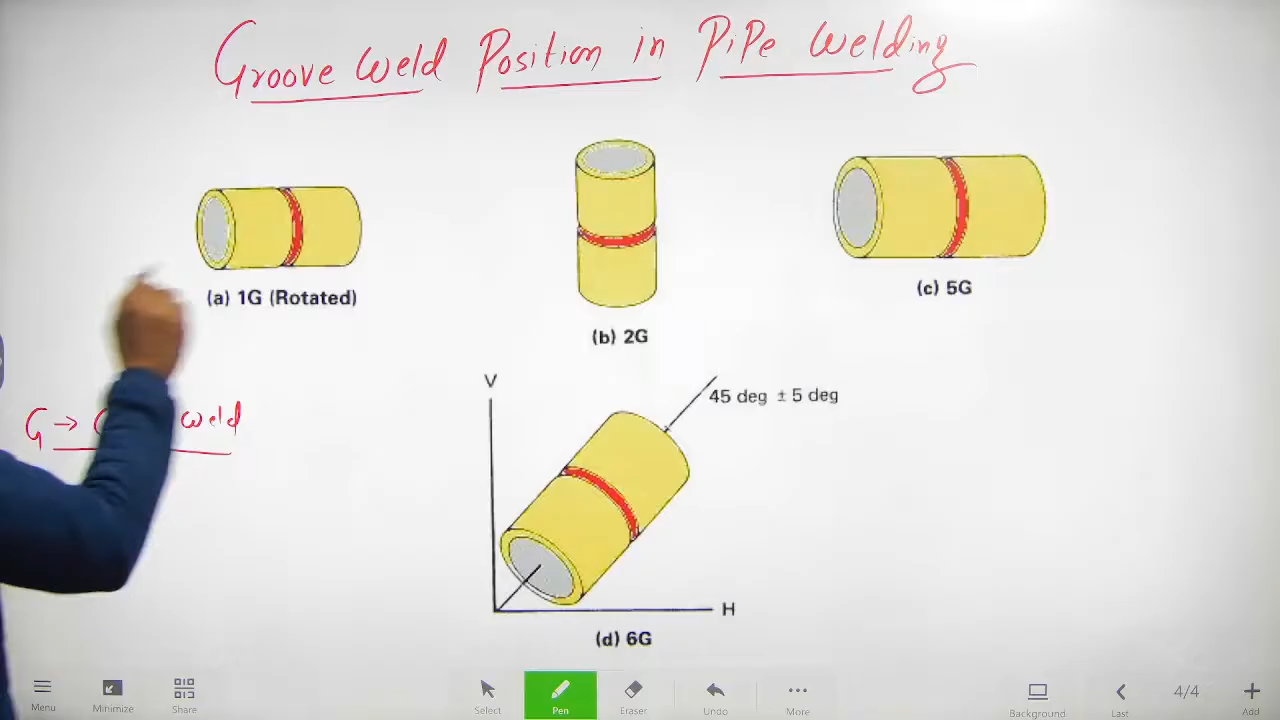 Groove Weld Position in PiPe Welding
(a) 1G (Rotated)
(b) 2G
(c) 5G
G → weld
V
45 deg ± 5 deg
H
(d) 6G
Menu
Minimize
Share
Select
Pen
Eraser
Undo
More
Background
Last
4/4
Add